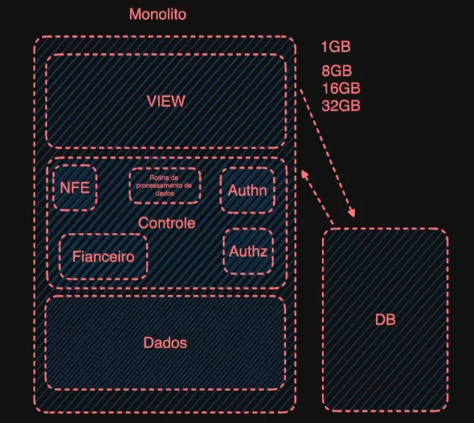 Monolito
1GB
8GB
16GB
32GB
VIEW
NFE
Rotina de
processamento de
dados
Authn
Controle
Fianceiro
Authz
Dados
DB